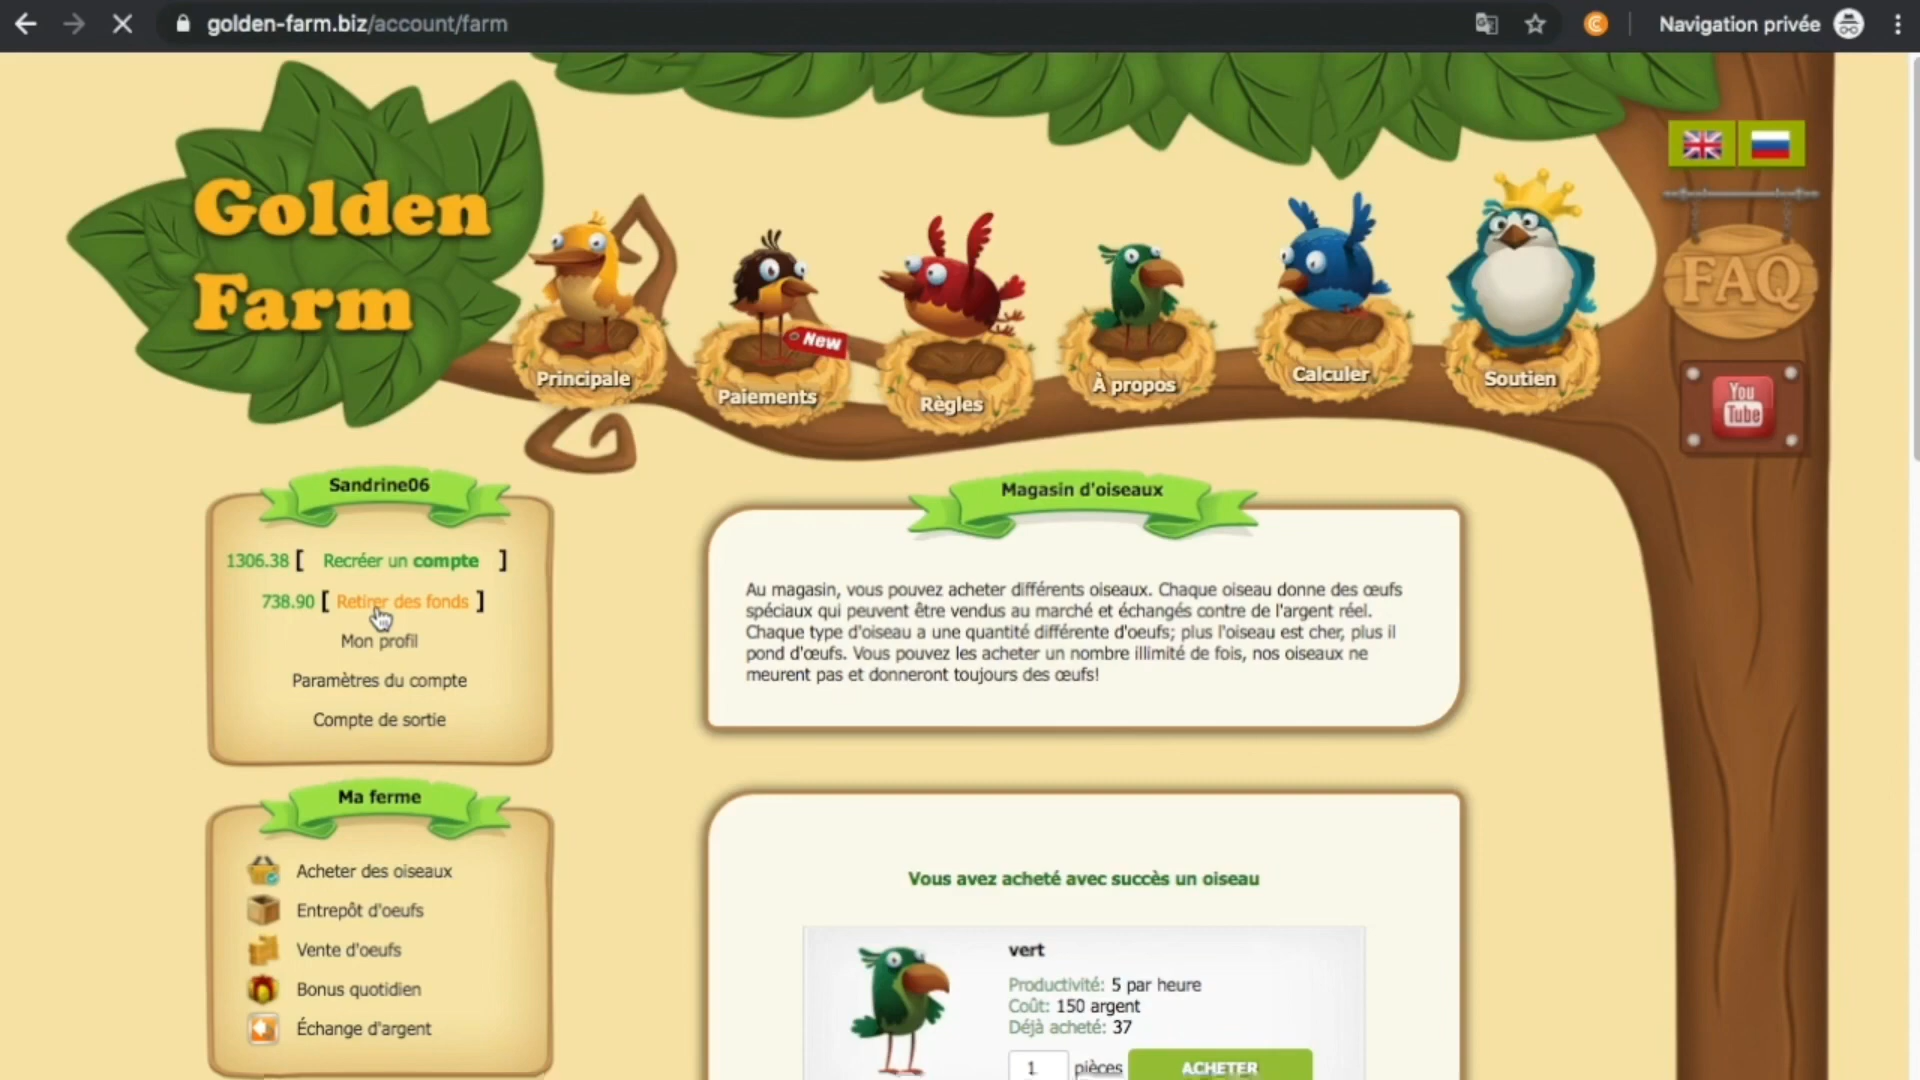 golden-farm.biz/account/farm
Navigation privée
Golden
Farm
Principale
Paiements
New
Règles
À propos
Calculer
Soutien
FAQ
You
Tube
Sandrine06
1306.38 [ Recréer un compte ]
738.90 [ Retirer des fonds ]
Mon profil
Paramètres du compte
Compte de sortie
Ma ferme
Acheter des oiseaux
Entrepôt d'oeufs
Vente d'oeufs
Bonus quotidien
Échange d'argent
Magasin d'oiseaux
Au magasin, vous pouvez acheter différents oiseaux. Chaque oiseau donne des œufs
spéciaux qui peuvent être vendus au marché et échangés contre de l'argent réel.
Chaque type d'oiseau a une quantité différente d'oeufs; plus l'oiseau est cher, plus il
pond d'œufs. Vous pouvez les acheter un nombre illimité de fois, nos oiseaux ne
meurent pas et donneront toujours des œufs!
Vous avez acheté avec succès un oiseau
vert
Productivité: 5 par heure
Coût: 150 argent
Déjà acheté: 37
1 pièces ACHETER